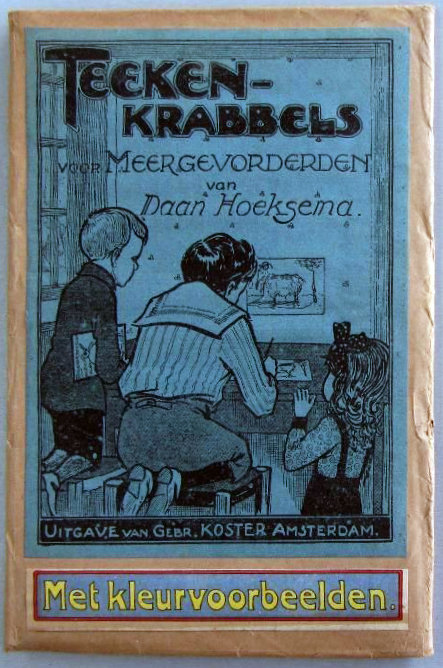 TEEKEN-
KRABBELS
VOOR MEERGEVORDERDEN
van
Daan Hoeksema.
UITGAVE VAN GEBR. KOSTER AMSTERDAM.
Met kleurvoorbeelden.